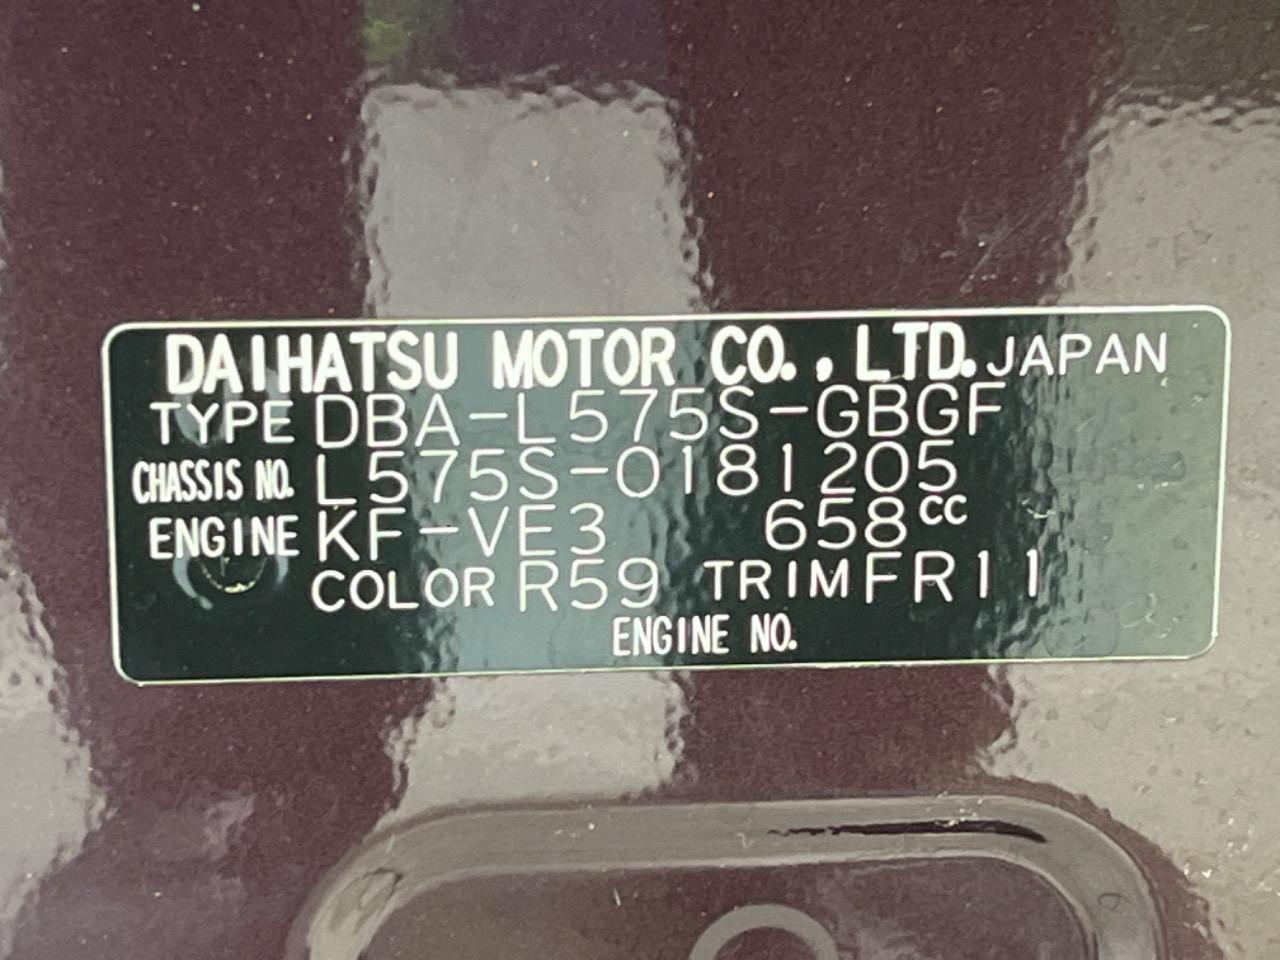 DAIHATSU MOTOR CO., LTD. JAPAN
TYPE DBA-L575S-GBGF
CHASSIS NO. L575S-0181205
ENGINE KF-VE3 658cc
COLOR R59 TRIM FR11
ENGINE NO.